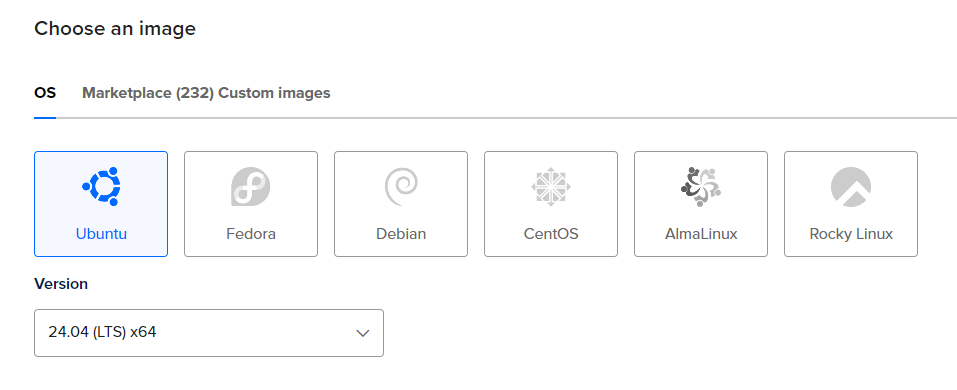 Choose an image
OS Marketplace (232) Custom images
Ubuntu Fedora Debian CentOS AlmaLinux Rocky Linux
Version
24.04 (LTS) x64